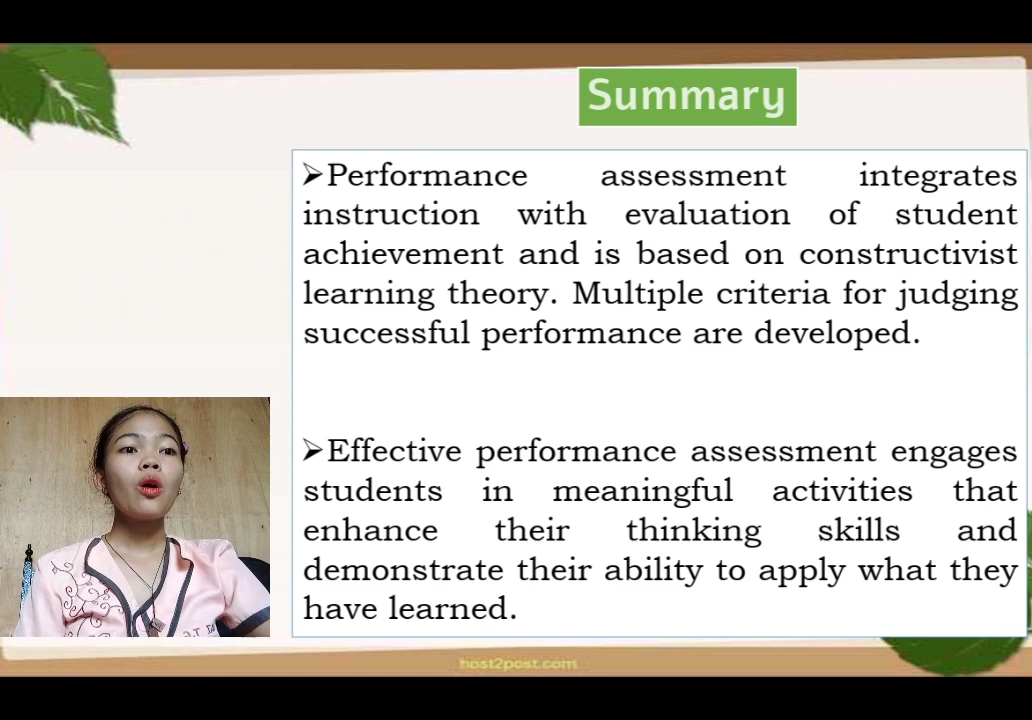 Summary
➢Performance assessment integrates
instruction with evaluation of student
achievement and is based on constructivist
learning theory. Multiple criteria for judging
successful performance are developed.
➢Effective performance assessment engages
students in meaningful activities that
enhance their thinking skills and
demonstrate their ability to apply what they
have learned.
host2post.com